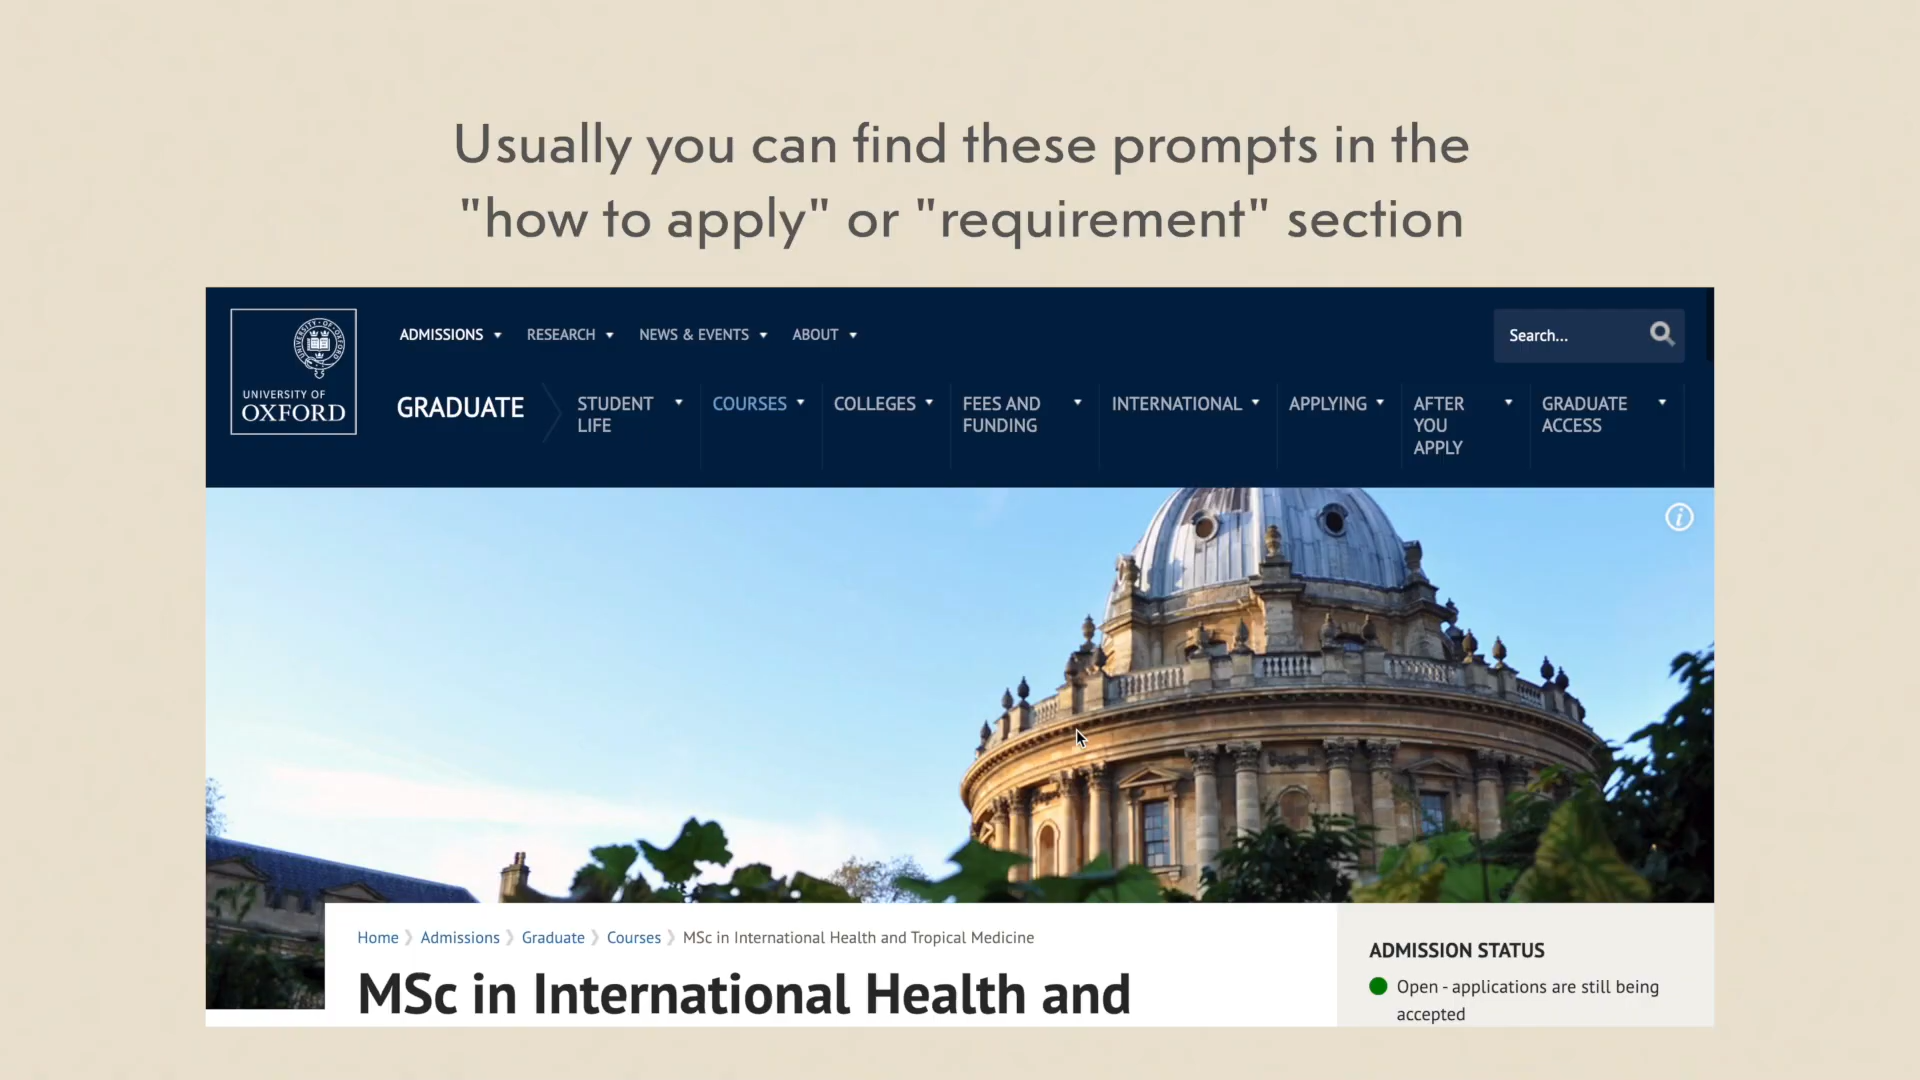 Usually you can find these prompts in the
"how to apply" or "requirement" section
ADMISSIONS RESEARCH NEWS & EVENTS ABOUT
Search...
UNIVERSITY OF
OXFORD
GRADUATE
STUDENT
LIFE
COURSES
COLLEGES
FEES AND
FUNDING
INTERNATIONAL
APPLYING
AFTER
YOU
APPLY
GRADUATE
ACCESS
Home Admissions Graduate Courses MSc in International Health and Tropical Medicine
MSc in International Health and
ADMISSION STATUS
Open - applications are still being
accepted